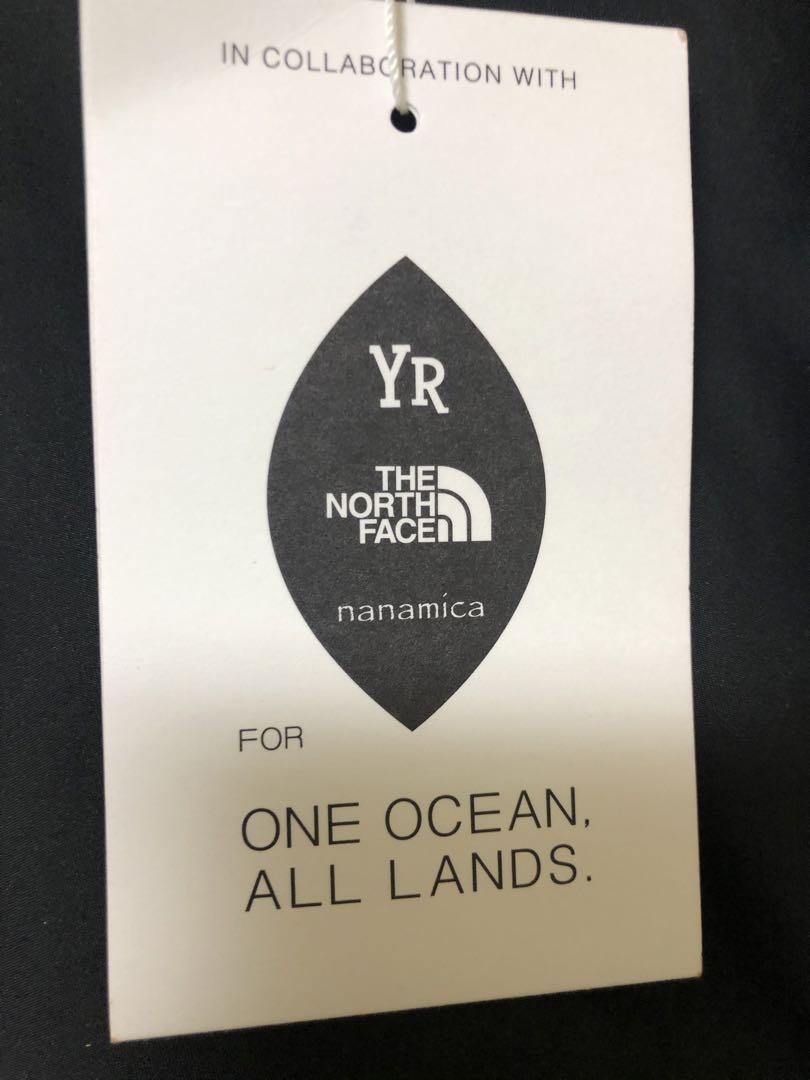 IN COLLABORATION WITH
YR
THE
NORTH
FACE
nanamica
FOR
ONE OCEAN,
ALL LANDS.